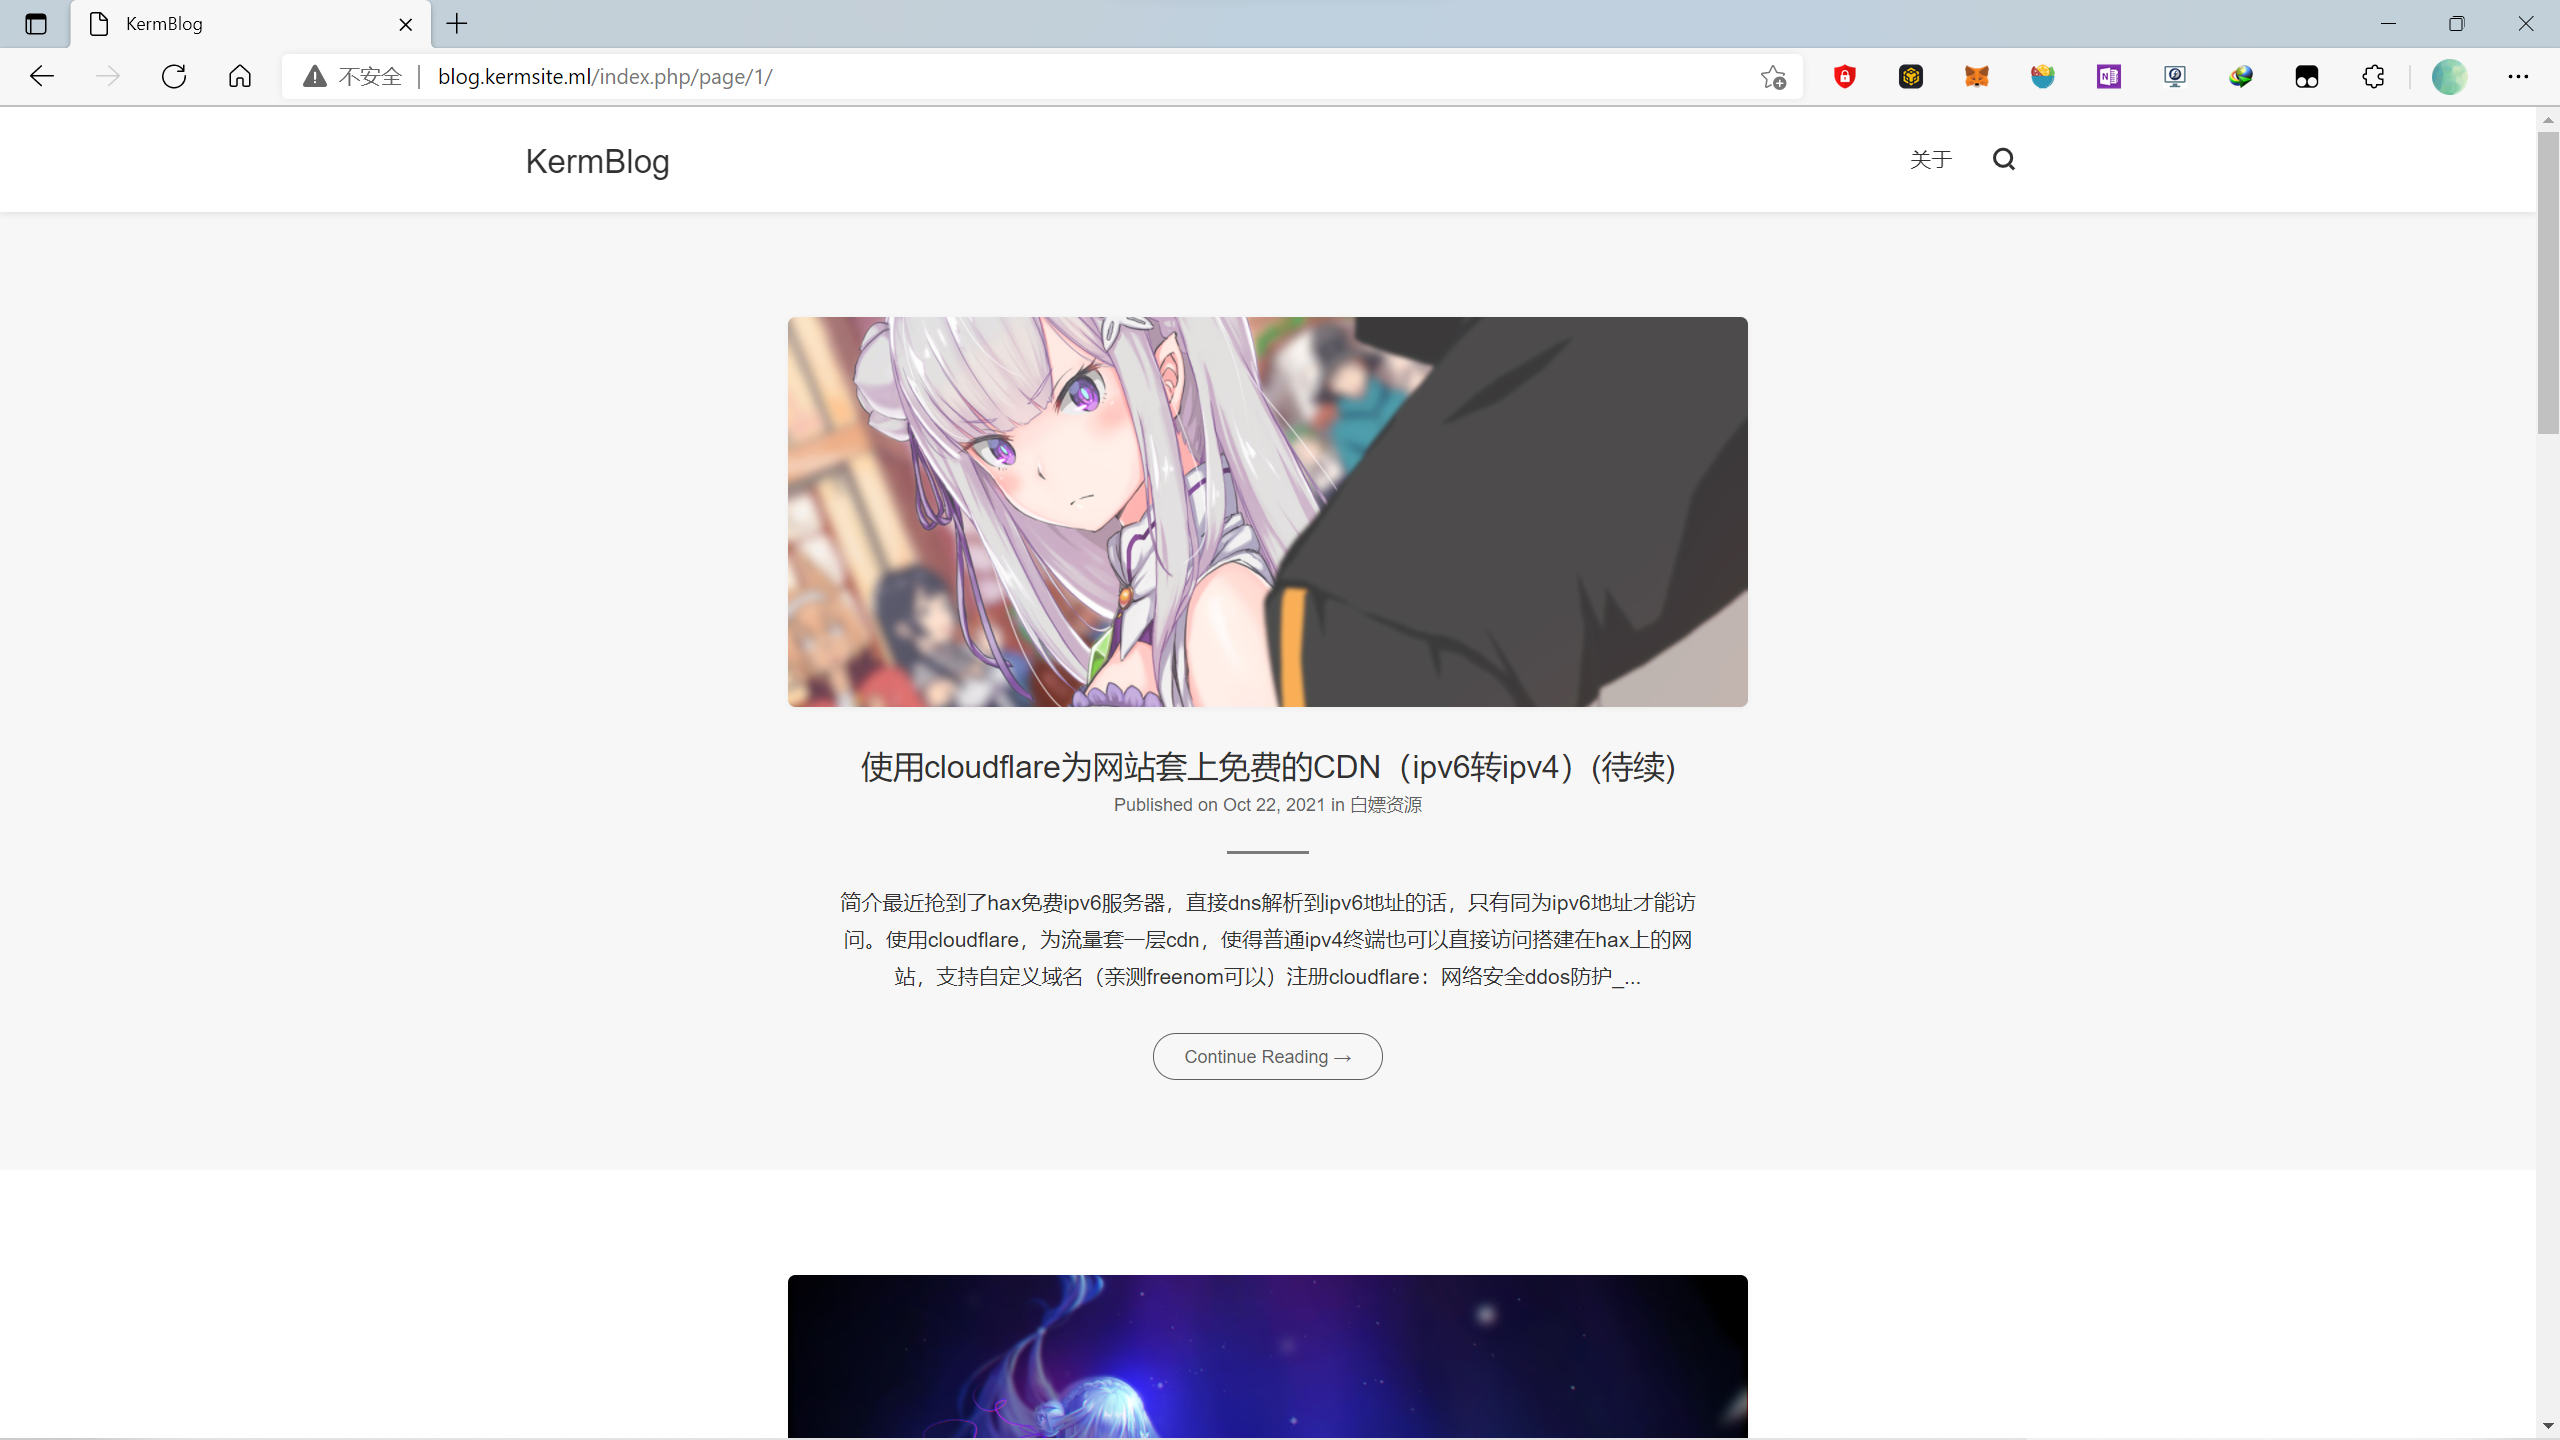 KermBlog
不安全 blog.kermsite.ml/index.php/page/1/
KermBlog
关于
使用cloudflare为网站套上免费的CDN（ipv6转ipv4）(待续)
Published on Oct 22, 2021 in 白嫖资源
简介最近抢到了hax免费ipv6服务器，直接dns解析到ipv6地址的话，只有同为ipv6地址才能访
问。使用cloudflare，为流量套一层cdn，使得普通ipv4终端也可以直接访问搭建在hax上的网
站，支持自定义域名（亲测freenom可以）注册cloudflare：网络安全ddos防护_...
Continue Reading →